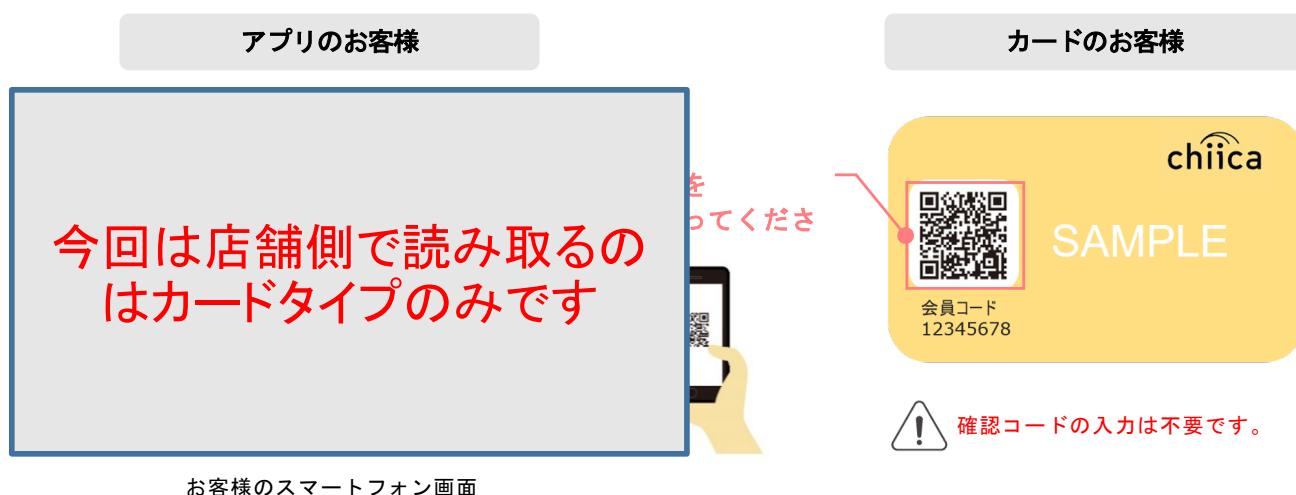 アプリのお客様
カードのお客様
今回は店舗側で読み取るの
はカードタイプのみです
を
ってくださ
chiica
SAMPLE
会員コード
12345678
確認コードの入力は不要です。
お客様のスマートフォン画面